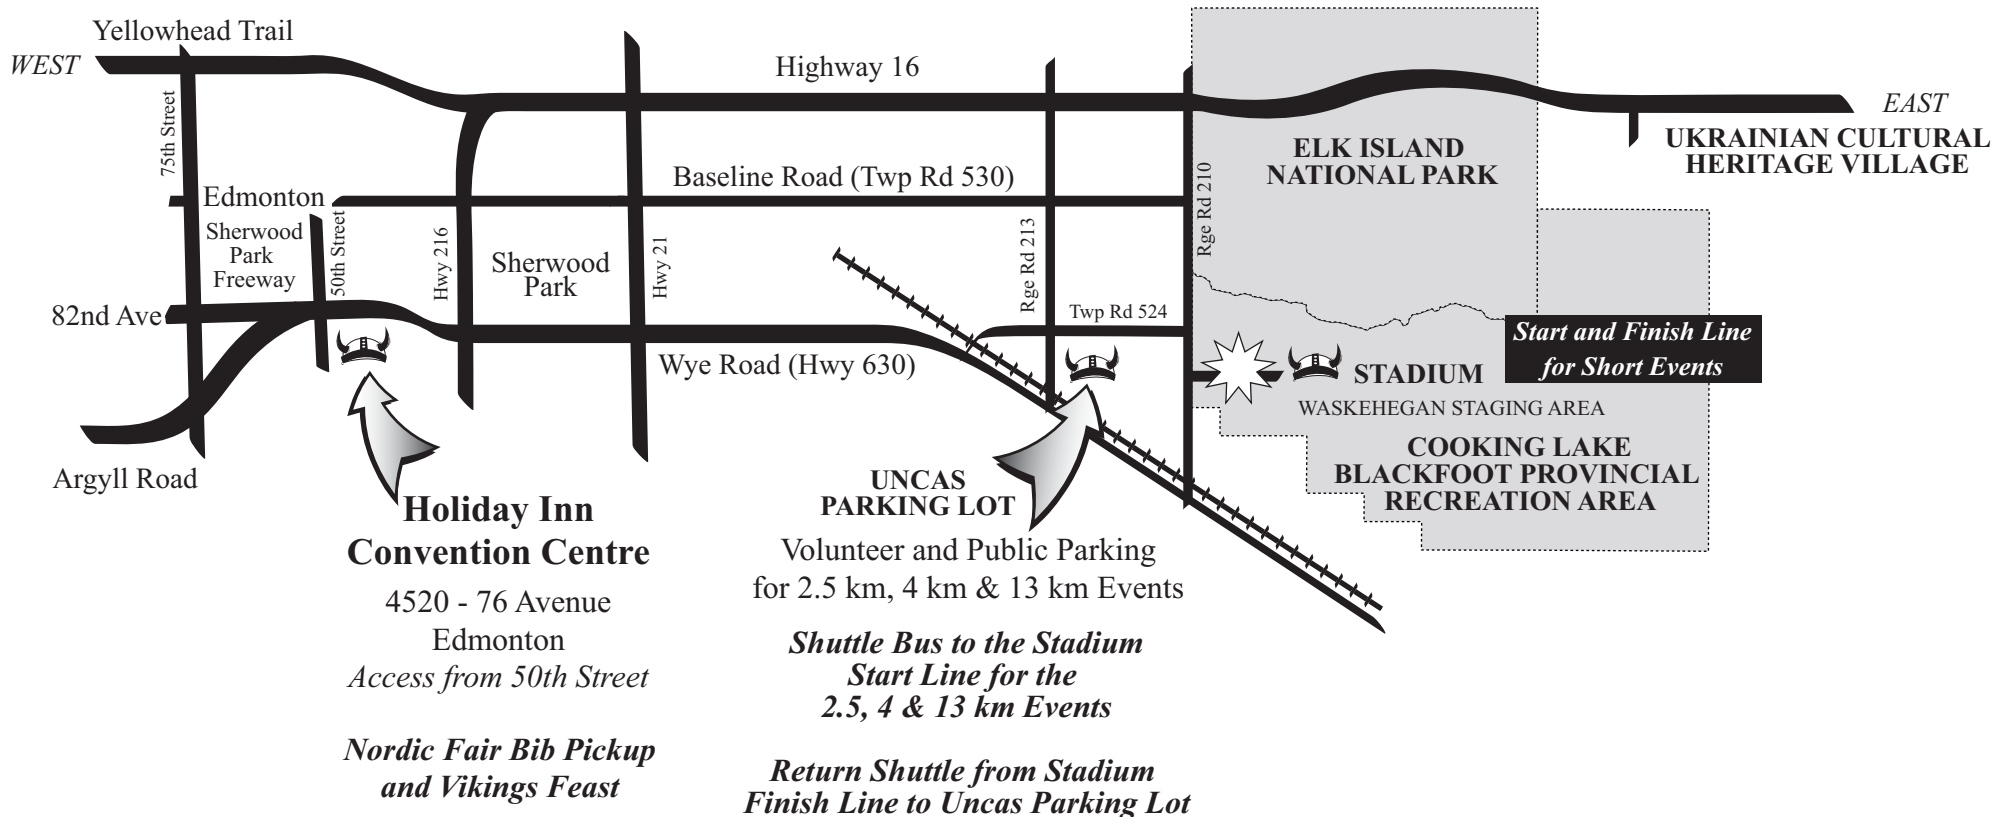 Yellowhead Trail
WEST
Highway 16
EAST
75th Street
UKRAINIAN CULTURAL
HERITAGE VILLAGE
ELK ISLAND
NATIONAL PARK
Baseline Road (Twp Rd 530)
Edmonton
Sherwood
Park
Freeway
50th Street
Hwy 216
Sherwood
Park
Hwy 21
Rge Rd 213
Rge Rd 210
82nd Ave
Twp Rd 524
Wye Road (Hwy 630)
Start and Finish Line
for Short Events
STADIUM
WASKEHEGAN STAGING AREA
COOKING LAKE
BLACKFOOT PROVINCIAL
RECREATION AREA
Argyll Road
Holiday Inn
Convention Centre
4520 - 76 Avenue
Edmonton
Access from 50th Street
Nordic Fair Bib Pickup
and Vikings Feast
UNCAS
PARKING LOT
Volunteer and Public Parking
for 2.5 km, 4 km & 13 km Events
Shuttle Bus to the Stadium
Start Line for the
2.5, 4 & 13 km Events
Return Shuttle from Stadium
Finish Line to Uncas Parking Lot